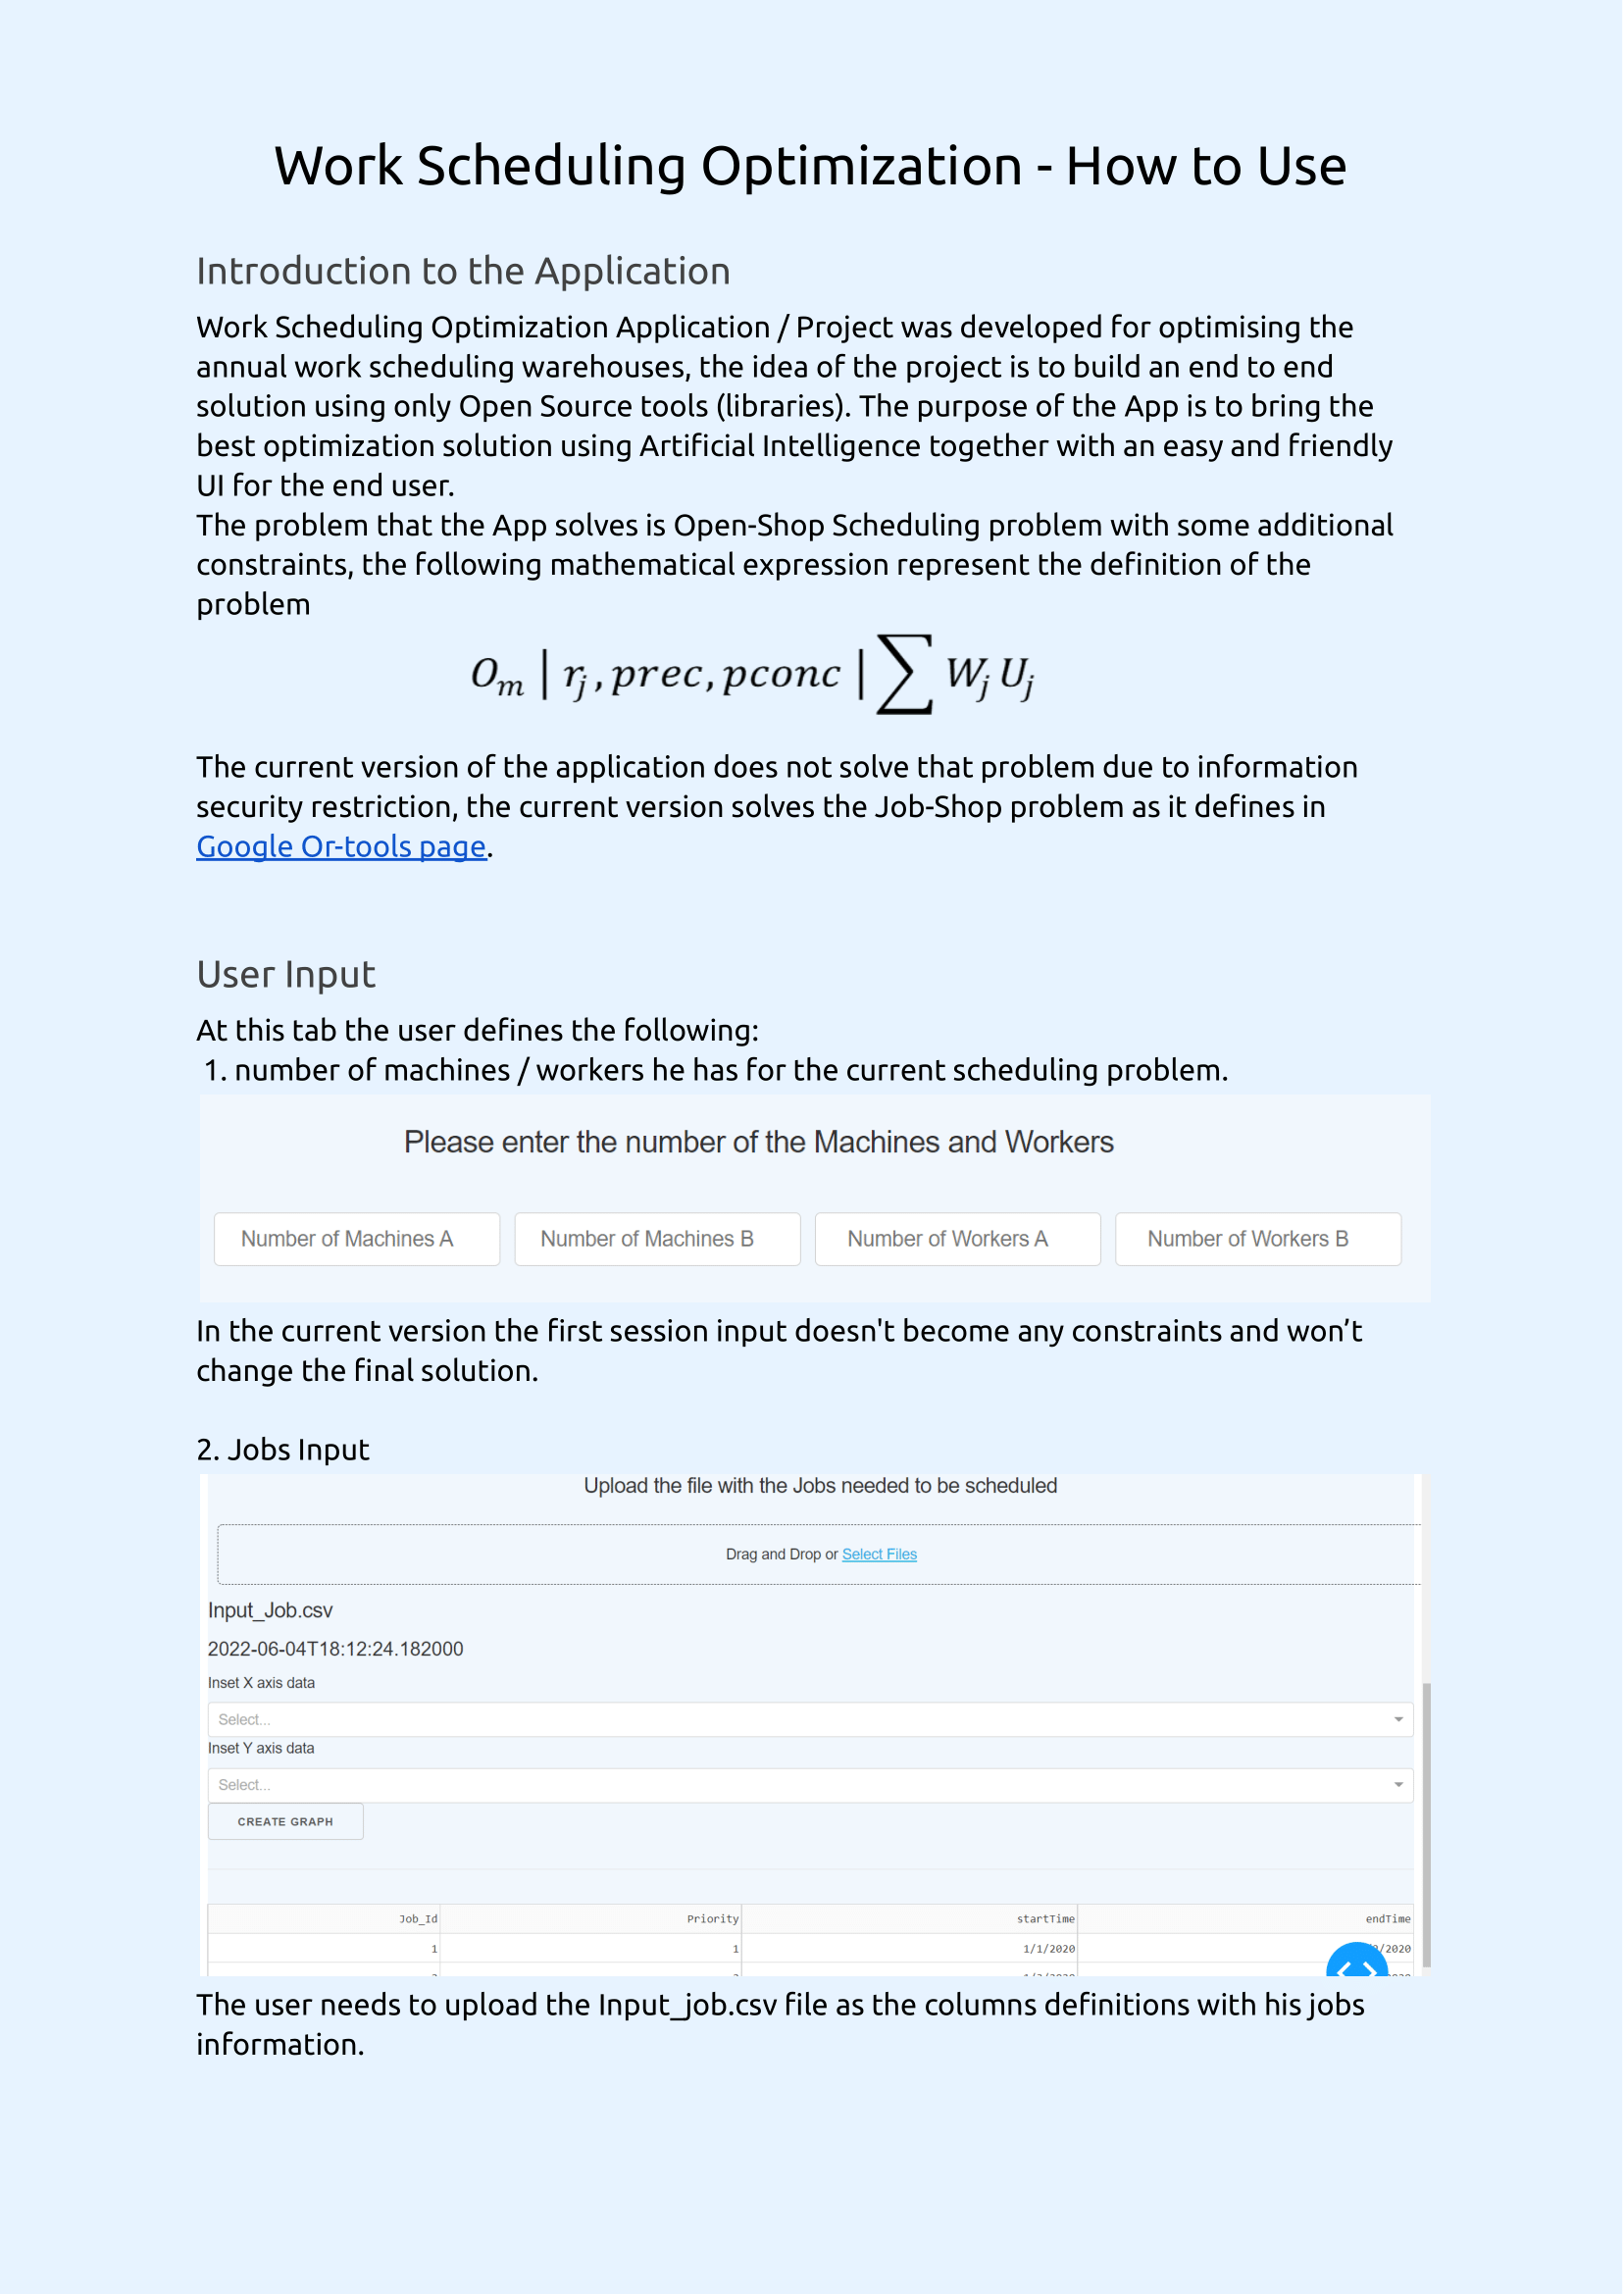 Work Scheduling Optimization - How to Use
Introduction to the Application
Work Scheduling Optimization Application / Project was developed for optimising the
annual work scheduling warehouses, the idea of the project is to build an end to end
solution using only Open Source tools (libraries). The purpose of the App is to bring the
best optimization solution using Artificial Intelligence together with an easy and friendly
UI for the end user.
The problem that the App solves is Open-Shop Scheduling problem with some additional
constraints, the following mathematical expression represent the definition of the
problem
O_m | r_j, prec, pconc | ∑ W_j U_j
The current version of the application does not solve that problem due to information
security restriction, the current version solves the Job-Shop problem as it defines in
Google Or-tools page.
User Input
At this tab the user defines the following:
1. number of machines / workers he has for the current scheduling problem.
Please enter the number of the Machines and Workers
Number of Machines A Number of Machines B Number of Workers A Number of Workers B
In the current version the first session input doesn't become any constraints and won’t
change the final solution.
2. Jobs Input
Upload the file with the Jobs needed to be scheduled
Drag and Drop or Select Files
Input_Job.csv
2022-06-04T18:12:24.182000
Inset X axis data
Select...
Inset Y axis data
Select...
CREATE GRAPH
Job_Id Priority startTime endTime
1 1 1/1/2020 /2020
The user needs to upload the Input_job.csv file as the columns definitions with his jobs
information.